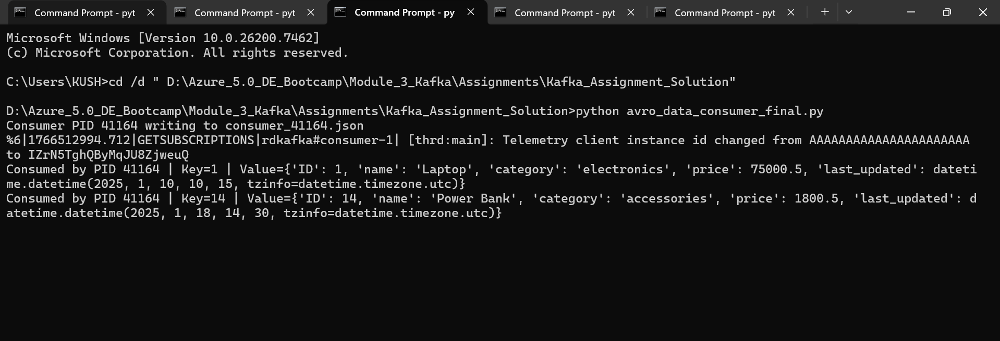 Command Prompt - pyt
Command Prompt - pyt
Command Prompt - py
Command Prompt - pyt
Command Prompt - pyt
Microsoft Windows [Version 10.0.26200.7462]
(c) Microsoft Corporation. All rights reserved.
C:\Users\KUSH>cd /d " D:\Azure_5.0_DE_Bootcamp\Module_3_Kafka\Assignments\Kafka_Assignment_Solution"
D:\Azure_5.0_DE_Bootcamp\Module_3_Kafka\Assignments\Kafka_Assignment_Solution>python avro_data_consumer_final.py
Consumer PID 41164 writing to consumer_41164.json
%6|1766512994.712|GETSUBSCRIPTIONS|rdkafka#consumer-1| [thrd:main]: Telemetry client instance id changed from AAAAAAAAAAAAAAAAAAAAAA
to IZrN5TghQByMqJU8ZjweuQ
Consumed by PID 41164 | Key=1 | Value={'ID': 1, 'name': 'Laptop', 'category': 'electronics', 'price': 75000.5, 'last_updated': dateti
me.datetime(2025, 1, 10, 10, 15, tzinfo=datetime.timezone.utc)}
Consumed by PID 41164 | Key=14 | Value={'ID': 14, 'name': 'Power Bank', 'category': 'accessories', 'price': 1800.5, 'last_updated': d
atetime.datetime(2025, 1, 18, 14, 30, tzinfo=datetime.timezone.utc)}